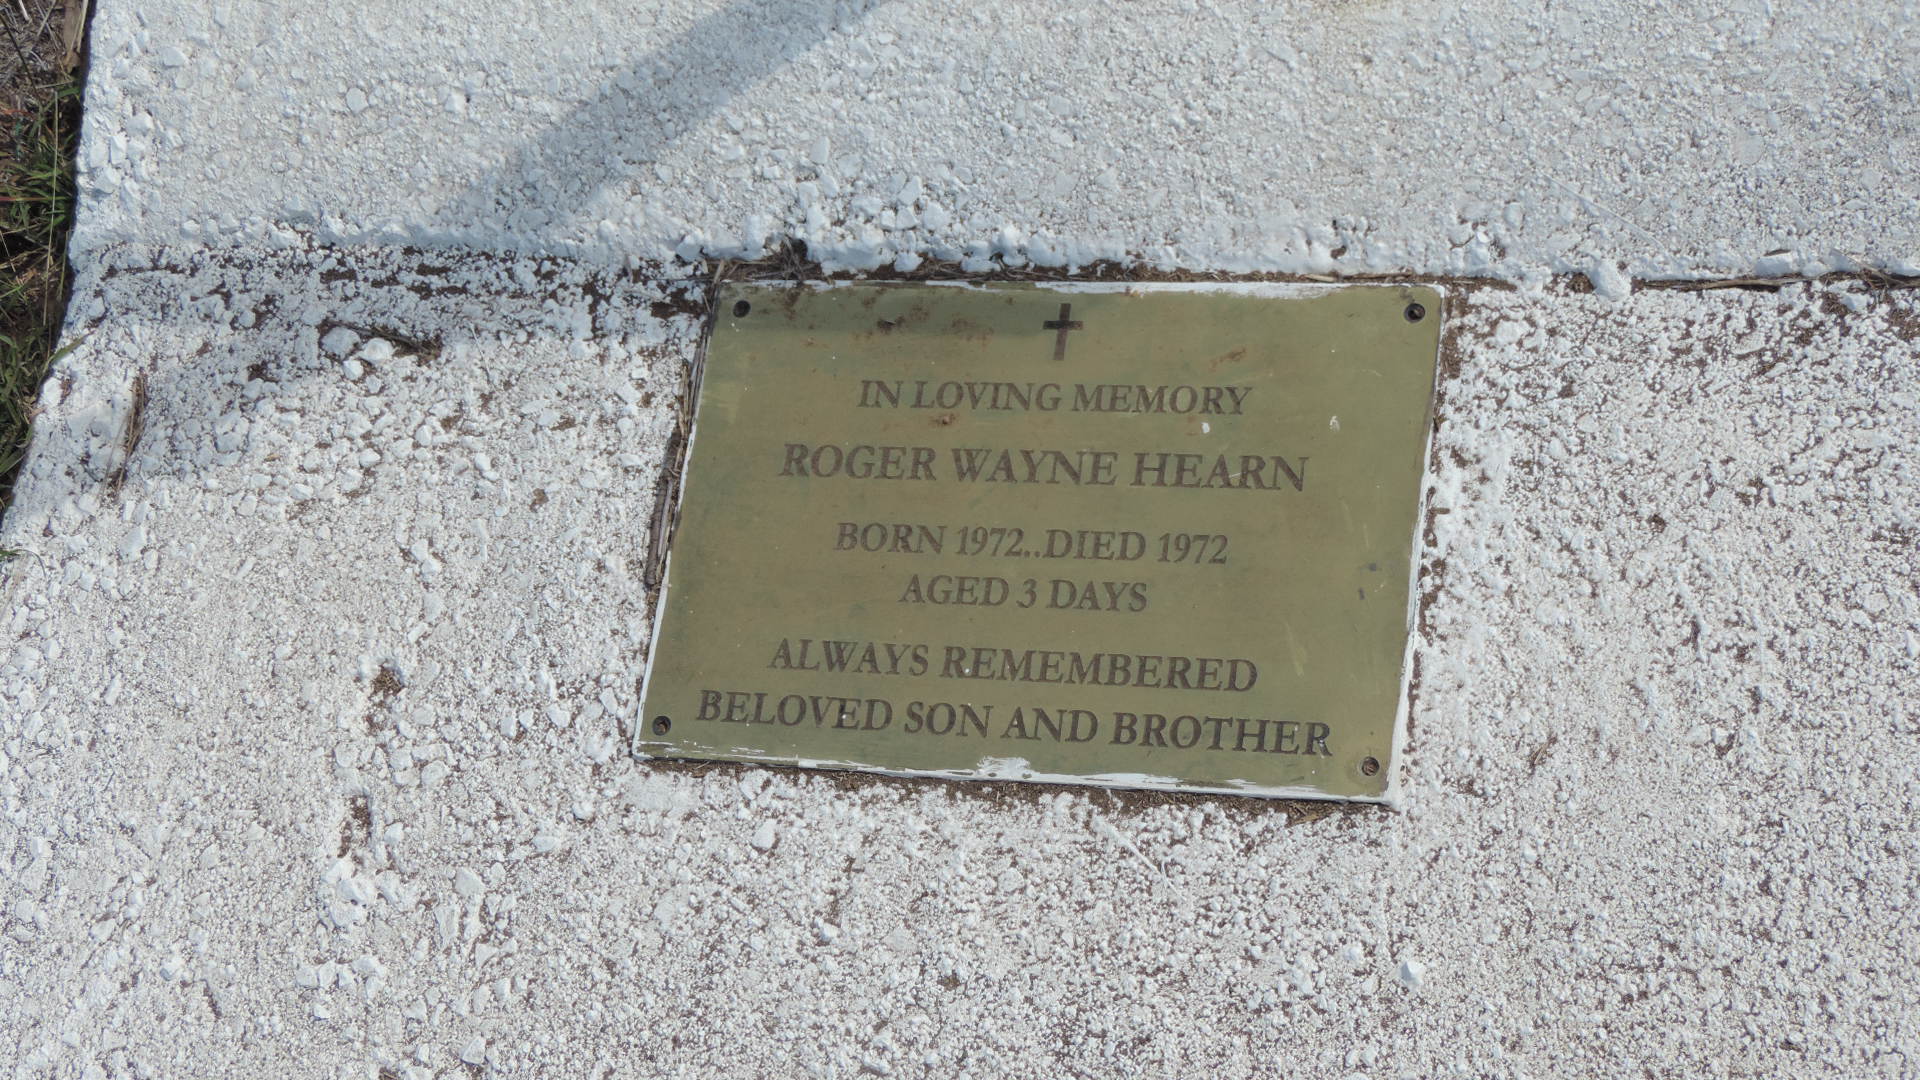 IN LOVING MEMORY
ROGER WAYNE HEARN
BORN 1972..DIED 1972
AGED 3 DAYS
ALWAYS REMEMBERED
BELOVED SON AND BROTHER